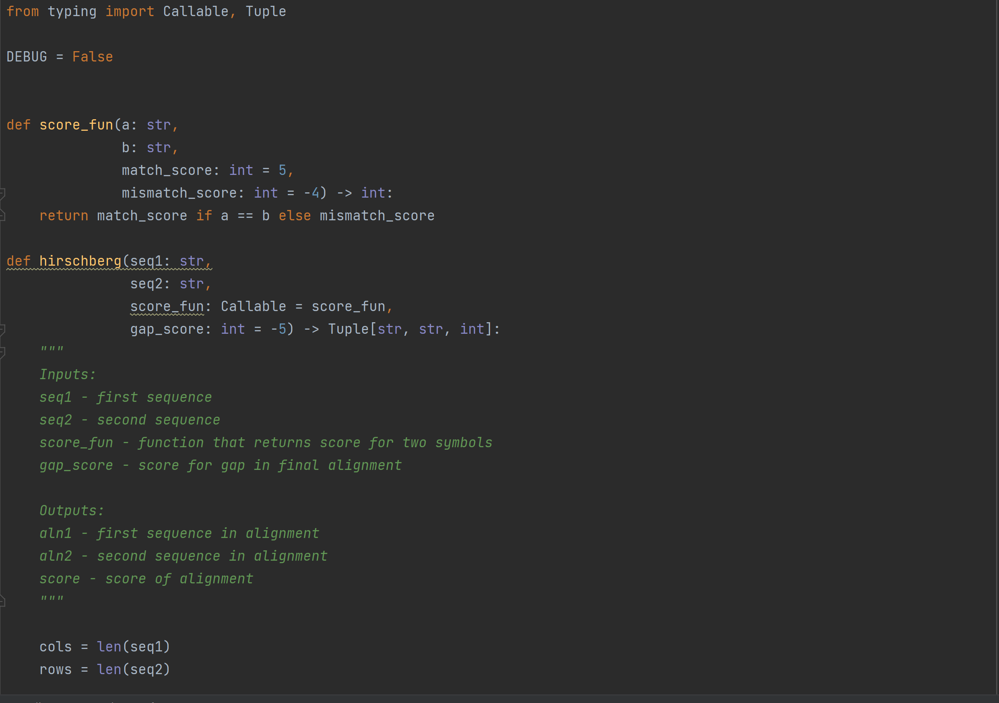 from typing import Callable, Tuple
DEBUG = False
def score_fun(a: str,
b: str,
match_score: int = 5,
mismatch_score: int = -4) -> int:
return match_score if a == b else mismatch_score
def hirschberg(seq1: str,
seq2: str,
score_fun: Callable = score_fun,
gap_score: int = -5) -> Tuple[str, str, int]:
"""
Inputs:
seq1 - first sequence
seq2 - second sequence
score_fun - function that returns score for two symbols
gap_score - score for gap in final alignment
Outputs:
aln1 - first sequence in alignment
aln2 - second sequence in alignment
score - score of alignment
"""
cols = len(seq1)
rows = len(seq2)